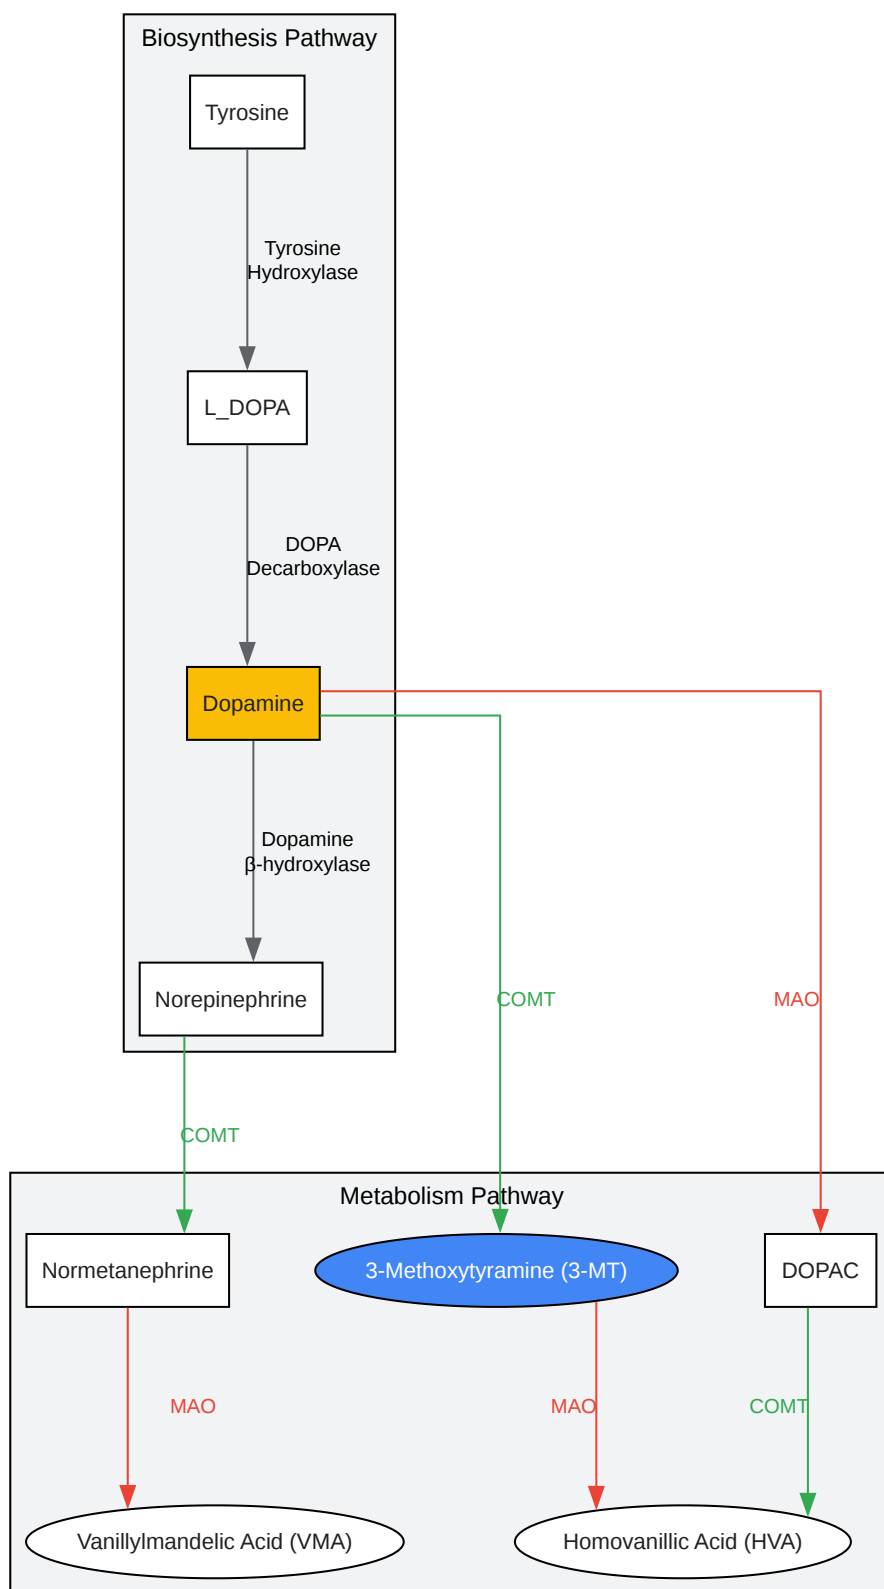 Biosynthesis Pathway
Tyrosine
Tyrosine
Hydroxylase
L_DOPA
DOPA
Decarboxylase
Dopamine
Dopamine
β-hydroxylase
Norepinephrine
COMT
MAO
COMT
Metabolism Pathway
Normetanephrine
3-Methoxytyramine (3-MT)
DOPAC
MAO
MAO
COMT
Vanillylmandelic Acid (VMA)
Homovanillic Acid (HVA)